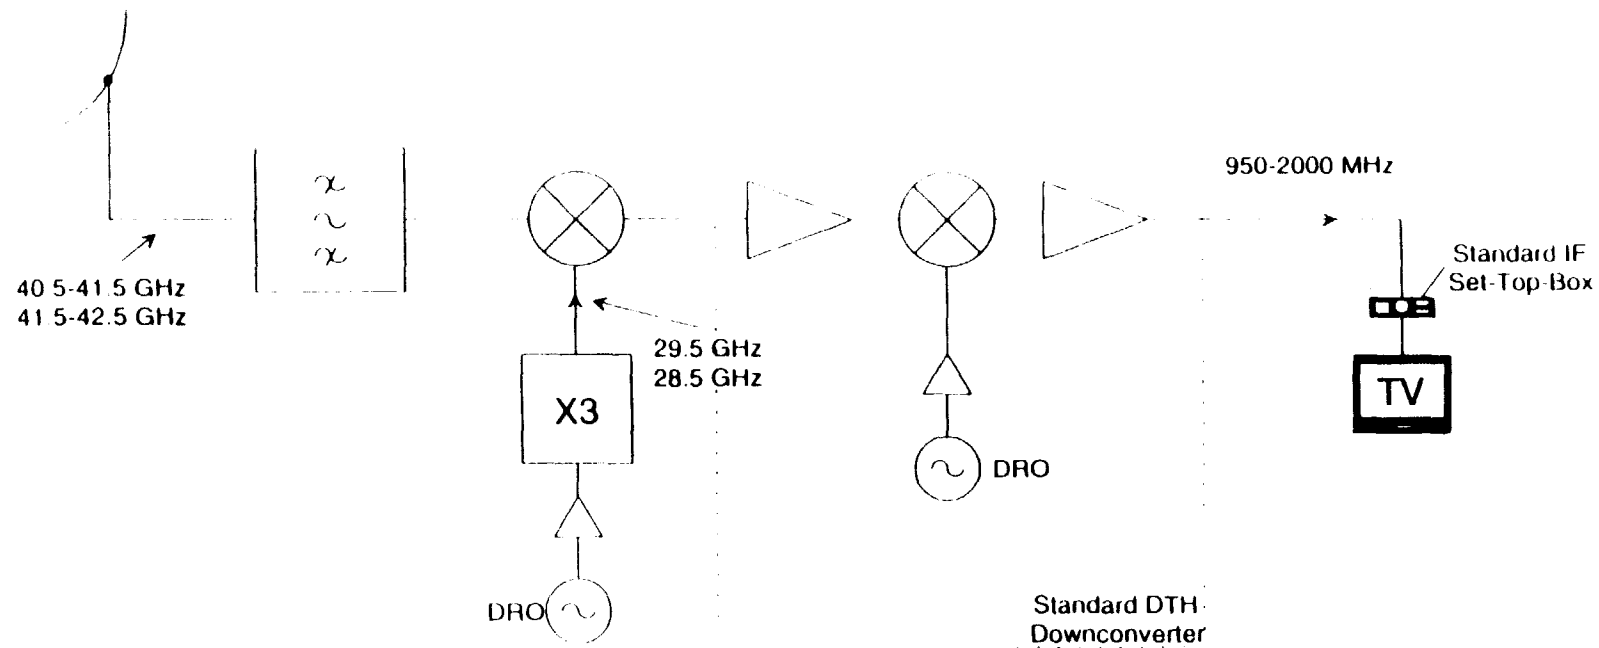 950-2000 MHz
Standard IF
Set-Top-Box
40.5-41.5 GHz
41.5-42.5 GHz
29.5 GHz
28.5 GHz
TV
X3
DRO
DRO
Standard DTH
Downconverter